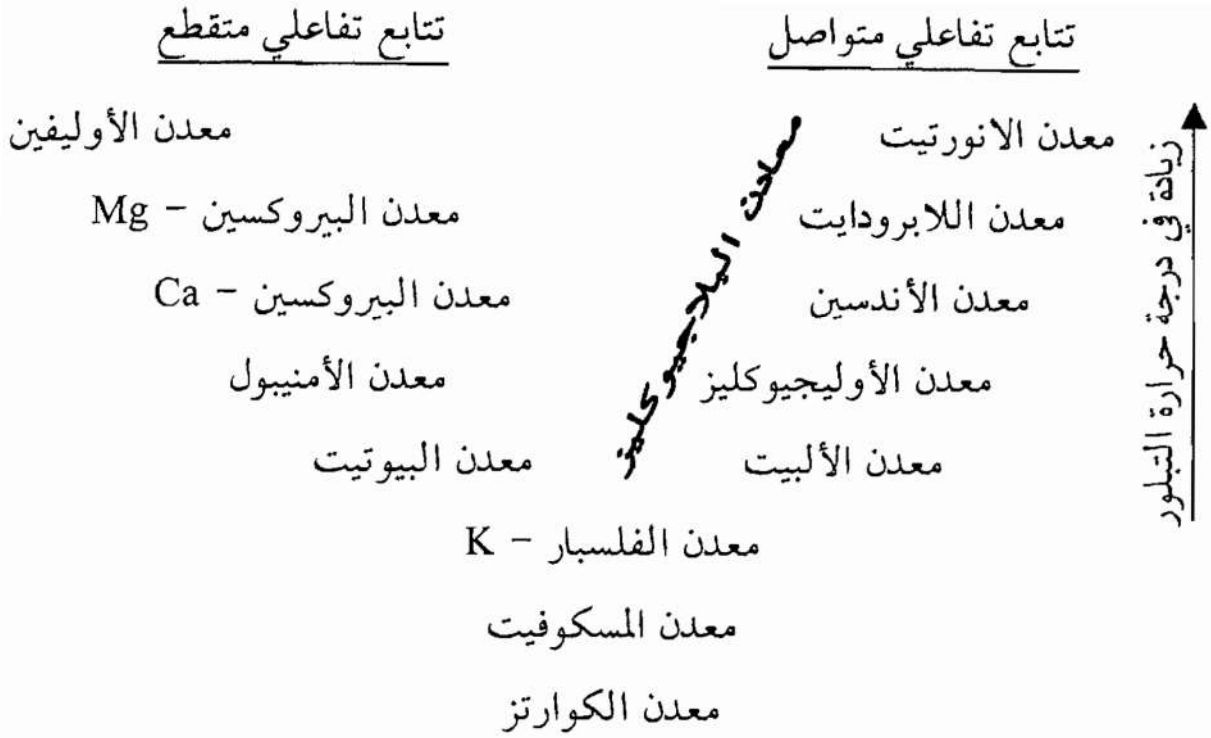 تتابع تفاعلي متواصل
تتابع تفاعلي متقطع
معدن الانورتيت
معدن الأوليفين
معدن اللابرودايت
معدن البيروكسين - Mg
معدن الأندسين
معدن البيروكسين - Ca
معدن الأوليجيوكليز
معدن الأمنيبول
معدن الألبيت
معدن البيوتيت
معدن الفلسبار - K
معدن المسكوفيت
معدن الكوارتز
معادن البلاجيوكليز
زيادة في درجة حرارة التبلور